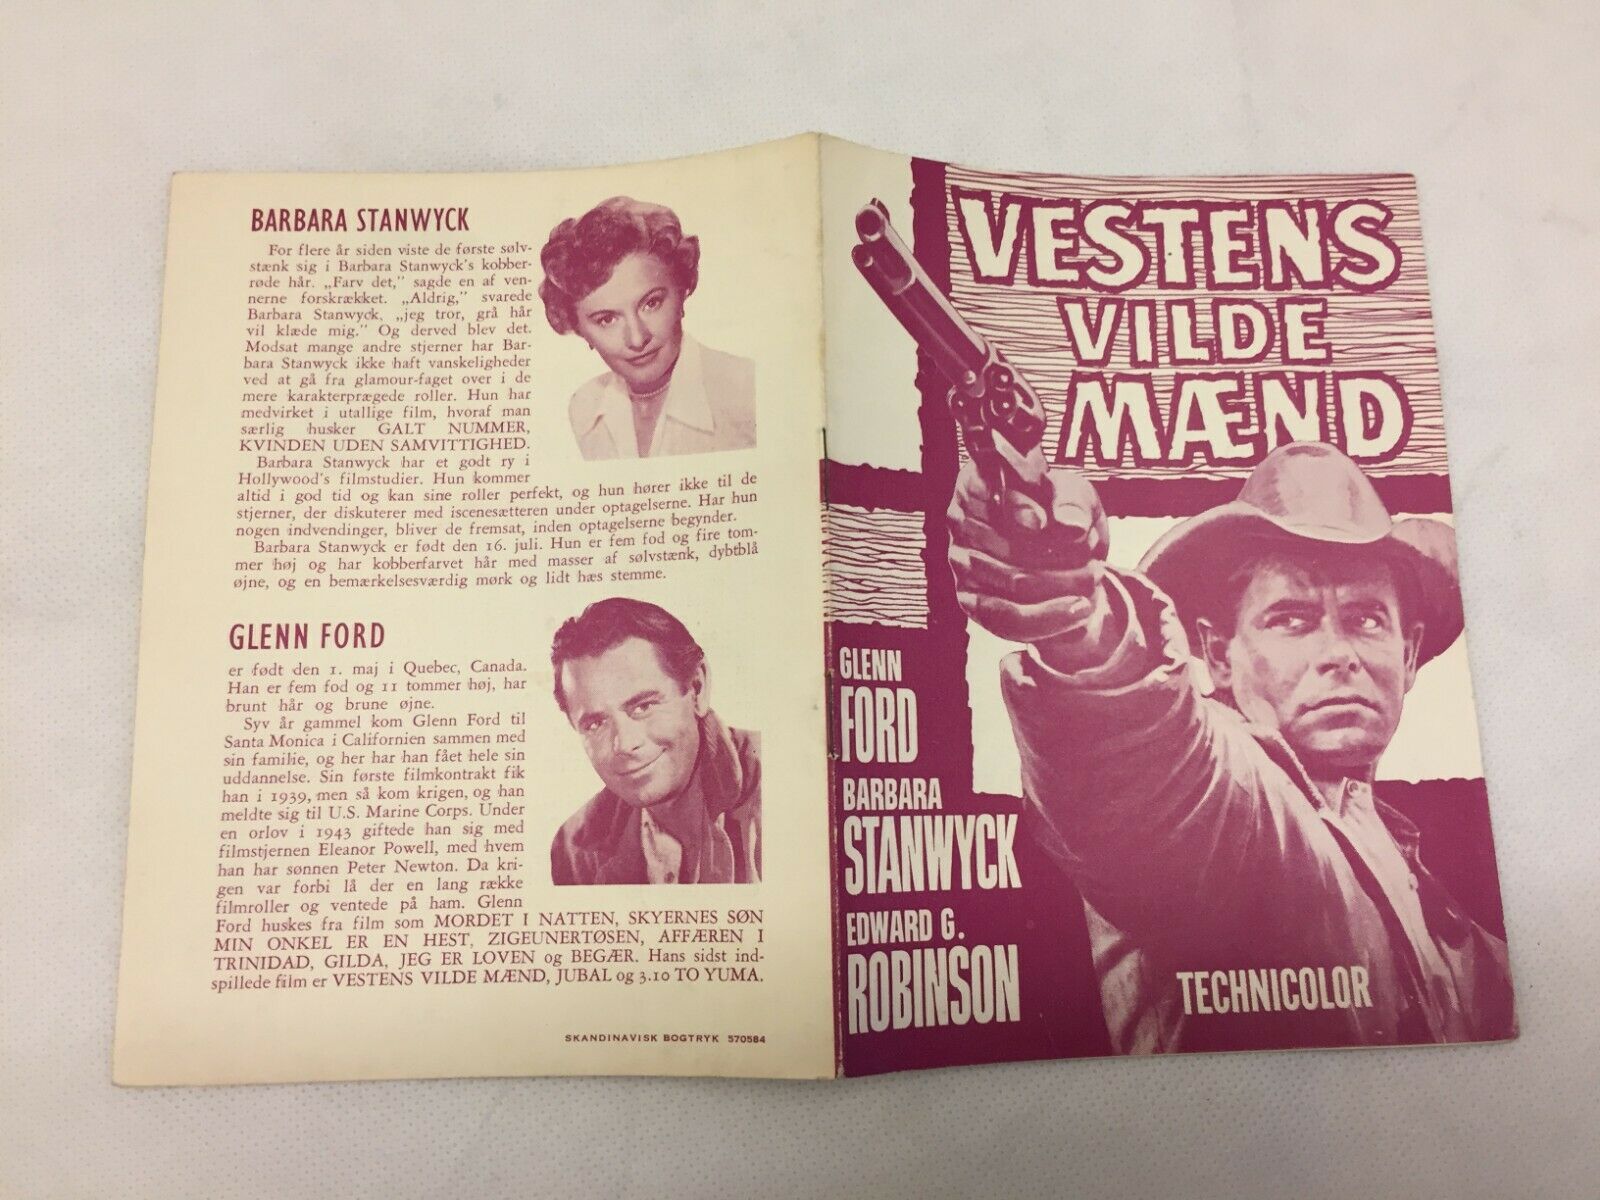 BARBARA STANWYCK
For flere år siden viste de første sølv-
stænk sig i Barbara Stanwyck's kobber-
røde hår. „Farv det,” sagde en af ven-
nerne forskrækket. „Aldrig,” svarede
Barbara Stanwyck, „jeg tror, grå hår
vil klæde mig.” Og derved blev det.
Modsat mange andre stjerner har Bar-
bara Stanwyck ikke haft vanskeligheder
ved at gå fra glamour-faget over i de
mere karakterprægede roller. Hun har
medvirket i utallige film, hvoraf man
særlig husker GALT NUMMER,
KVINDEN UDEN SAMVITTIGHED.
Barbara Stanwyck har et godt ry i
Hollywood's filmstudier. Hun kommer
altid i god tid og kan sine roller perfekt, og hun hører ikke til de
stjerner, der diskuterer med iscenesætteren under optagelserne. Har hun
nogen indvendinger, bliver de fremsat, inden optagelserne begynder.
Barbara Stanwyck er født den 16. juli. Hun er fem fod og fire tom-
mer høj og har kobberfarvet hår med masser af sølvstænk, dybtblå
øjne, og en bemærkelsesværdig mørk og lidt hæs stemme.
GLENN FORD
er født den 1. maj i Quebec, Canada.
Han er fem fod og 11 tommer høj, har
brunt hår og brune øjne.
Syv år gammel kom Glenn Ford til
Santa Monica i Californien sammen med
sin familie, og her har han fået hele sin
uddannelse. Sin første filmkontrakt fik
han i 1939, men så kom krigen, og han
meldte sig til U.S. Marine Corps. Under
en orlov i 1943 giftede han sig med
filmstjernen Eleanor Powell, med hvem
han har sønnen Peter Newton. Da kri-
gen var forbi lå der en lang række
filmroller og ventede på ham. Glenn
Ford huskes fra film som MORDET I NATTEN, SKYERNES SØN
MIN ONKEL ER EN HEST, ZIGEUNERTØSEN, AFFÆREN I
TRINIDAD, GILDA, JEG ER LOVEN og BEGÆR. Hans sidst ind-
spillede film er VESTENS VILDE MÆND, JUBAL og 3.10 TO YUMA.
SKANDINAVISK BOGTRYK 570584
VESTENS
VILDE
MÆND
GLENN
FORD
BARBARA
STANWYCK
EDWARD G.
ROBINSON
TECHNICOLOR